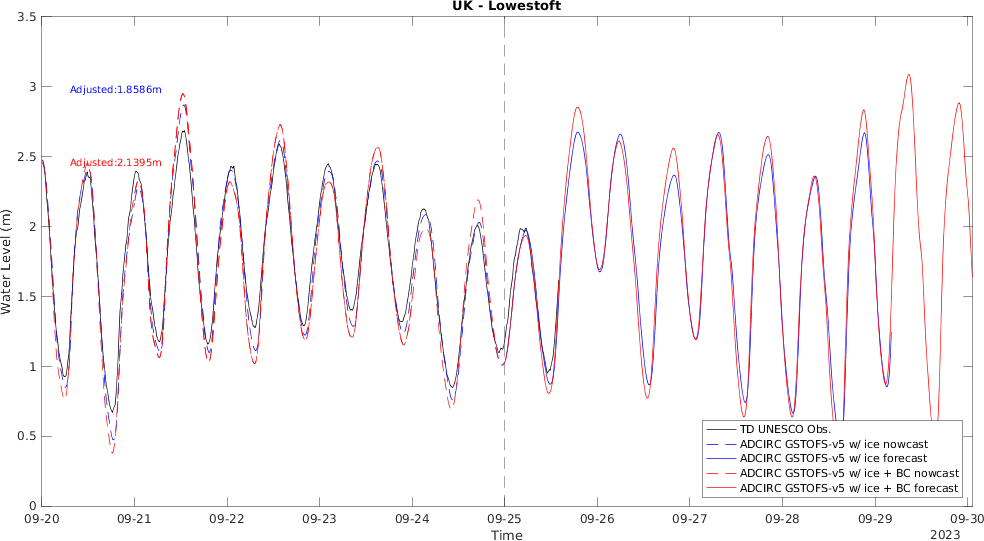 UK - Lowestoft
3.5
3
2.5
2
1.5
1
0.5
0
Water Level (m)
Adjusted:1.8586m
Adjusted:2.1395m
TD UNESCO Obs.
ADCIRC GSTOFS-v5 w/ ice nowcast
ADCIRC GSTOFS-v5 w/ ice forecast
ADCIRC GSTOFS-v5 w/ ice + BC nowcast
ADCIRC GSTOFS-v5 w/ ice + BC forecast
09-20 09-21 09-22 09-23 09-24 09-25 09-26 09-27 09-28 09-29 09-30
Time
2023